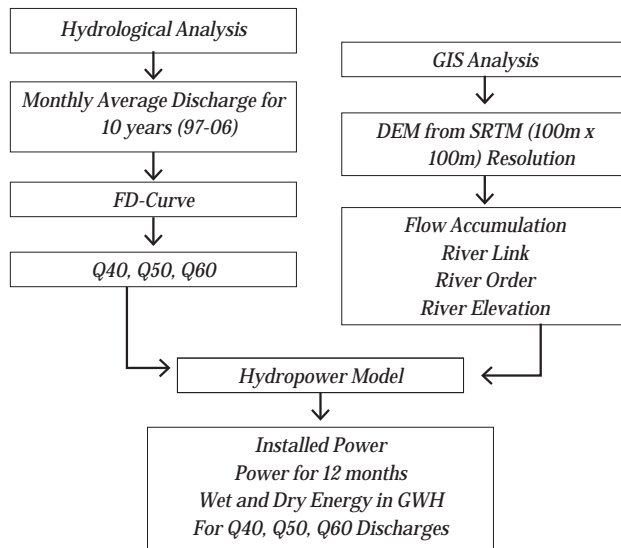 Hydrological Analysis
Monthly Average Discharge for
10 years (97-06)
FD-Curve
Q40, Q50, Q60
GIS Analysis
DEM from SRTM (100m x
100m) Resolution
Flow Accumulation
River Link
River Order
River Elevation
Hydropower Model
Installed Power
Power for 12 months
Wet and Dry Energy in GWH
For Q40, Q50, Q60 Discharges